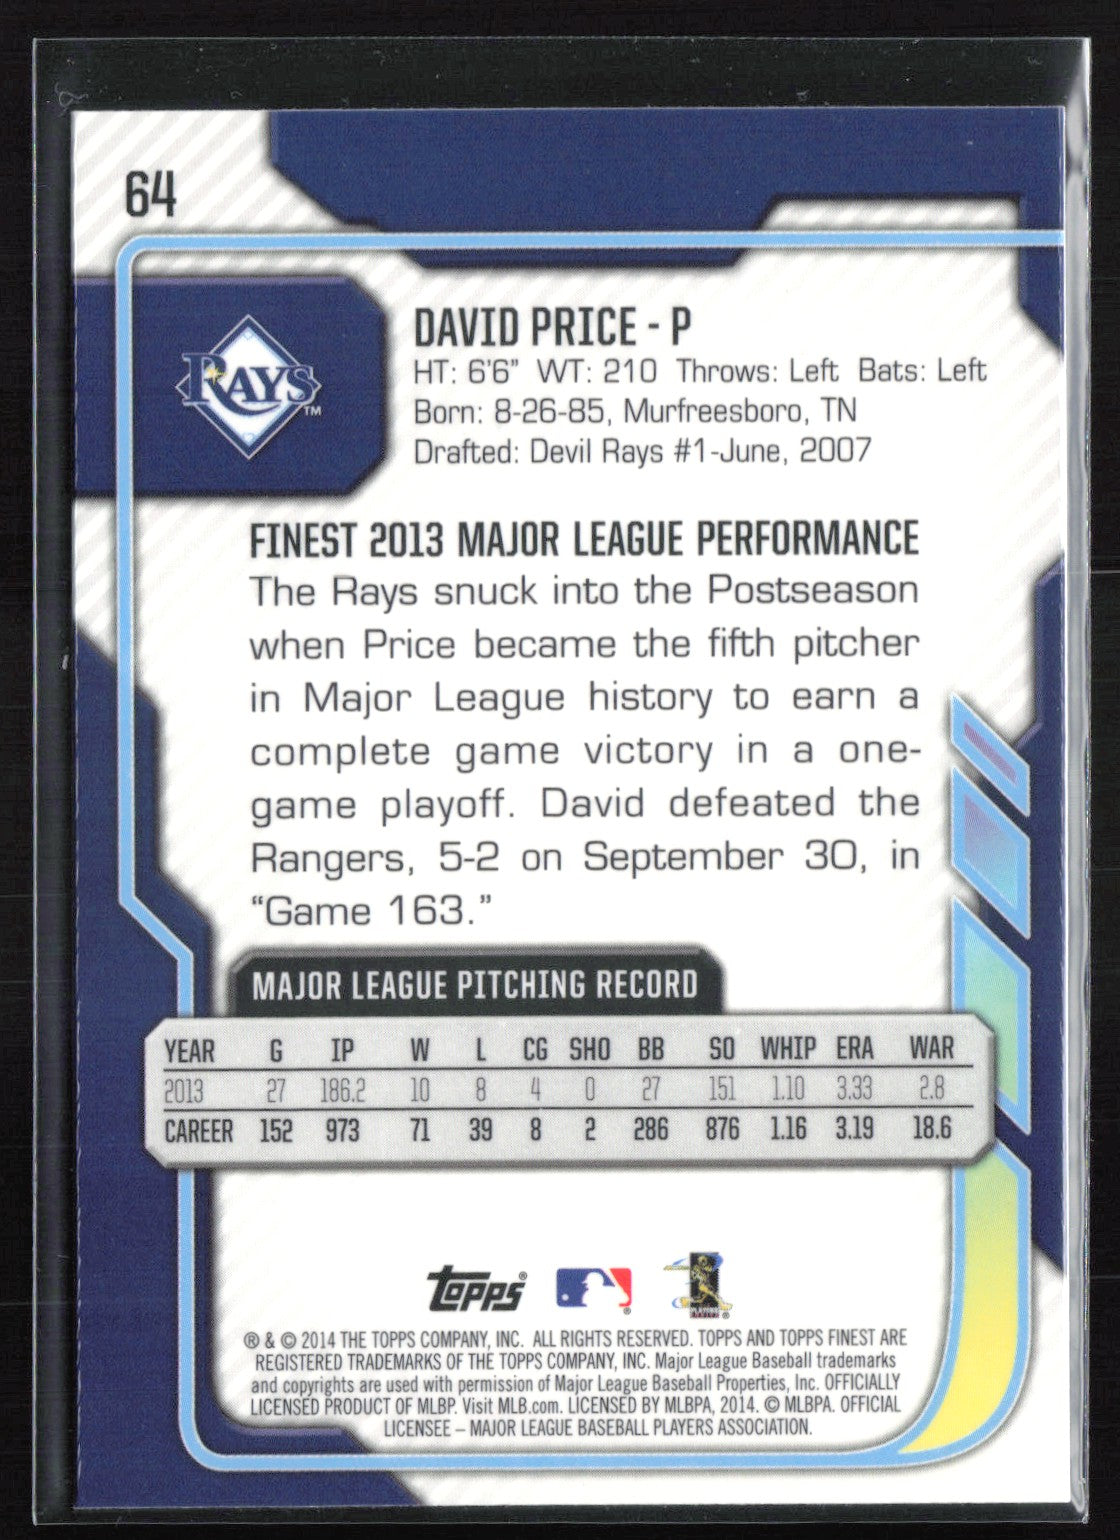 64
RAYS TM
DAVID PRICE - P
HT: 6'6" WT: 210 Throws: Left Bats: Left
Born: 8-26-85, Murfreesboro, TN
Drafted: Devil Rays #1-June, 2007
FINEST 2013 MAJOR LEAGUE PERFORMANCE
The Rays snuck into the Postseason
when Price became the fifth pitcher
in Major League history to earn a
complete game victory in a one-
game playoff. David defeated the
Rangers, 5-2 on September 30, in
“Game 163.”
MAJOR LEAGUE PITCHING RECORD
YEAR G IP W L CG SHO BB SO WHIP ERA WAR
2013 27 186.2 10 8 4 0 27 151 1.10 3.33 2.8
CAREER 152 973 71 39 8 2 286 876 1.16 3.19 18.6
Topps® ® PLAYERS ®
® & © 2014 THE TOPPS COMPANY, INC. ALL RIGHTS RESERVED. TOPPS AND TOPPS FINEST ARE
REGISTERED TRADEMARKS OF THE TOPPS COMPANY, INC. Major League Baseball trademarks
and copyrights are used with permission of Major League Baseball Properties, Inc. OFFICIALLY
LICENSED PRODUCT OF MLBP. Visit MLB.com. LICENSED BY MLBPA, 2014. © MLBPA. OFFICIAL
LICENSEE – MAJOR LEAGUE BASEBALL PLAYERS ASSOCIATION.